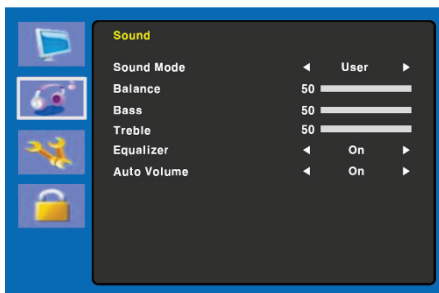 Sound
Sound Mode ◀ User ▶
Balance 50
Bass 50
Treble 50
Equalizer ◀ On ▶
Auto Volume ◀ On ▶